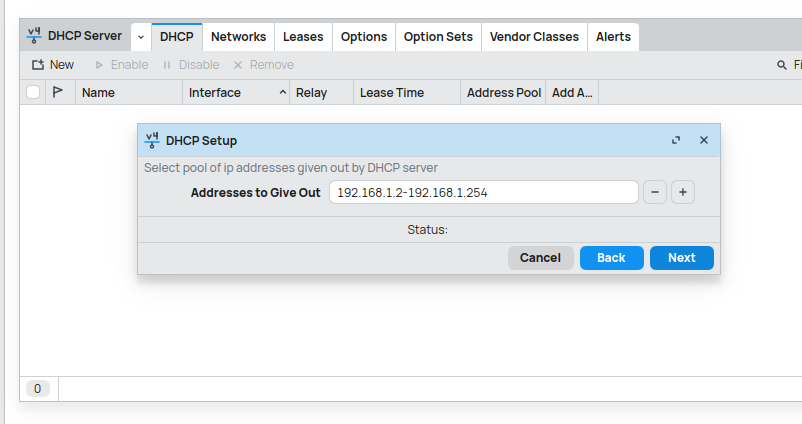 v4 DHCP Server DHCP Networks Leases Options Option Sets Vendor Classes Alerts
New Enable Disable Remove Fi
Name Interface Relay Lease Time Address Pool Add A...
v4 DHCP Setup
Select pool of ip addresses given out by DHCP server
Addresses to Give Out 192.168.1.2-192.168.1.254
Status:
Cancel Back Next
0